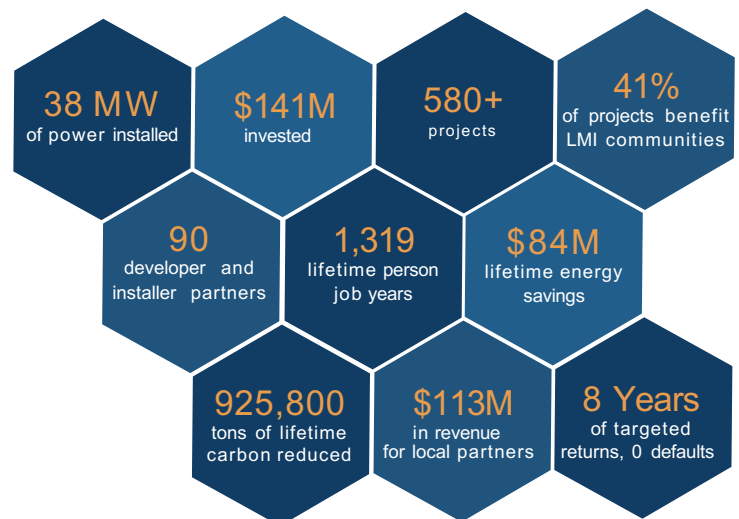 38 MW
of power installed
$141M
invested
580+
projects
41%
of projects benefit
LMI communities
90
developer and
installer partners
1,319
lifetime person
job years
$84M
lifetime energy
savings
925,800
tons of lifetime
carbon reduced
$113M
in revenue
for local partners
8 Years
of targeted
returns, 0 defaults